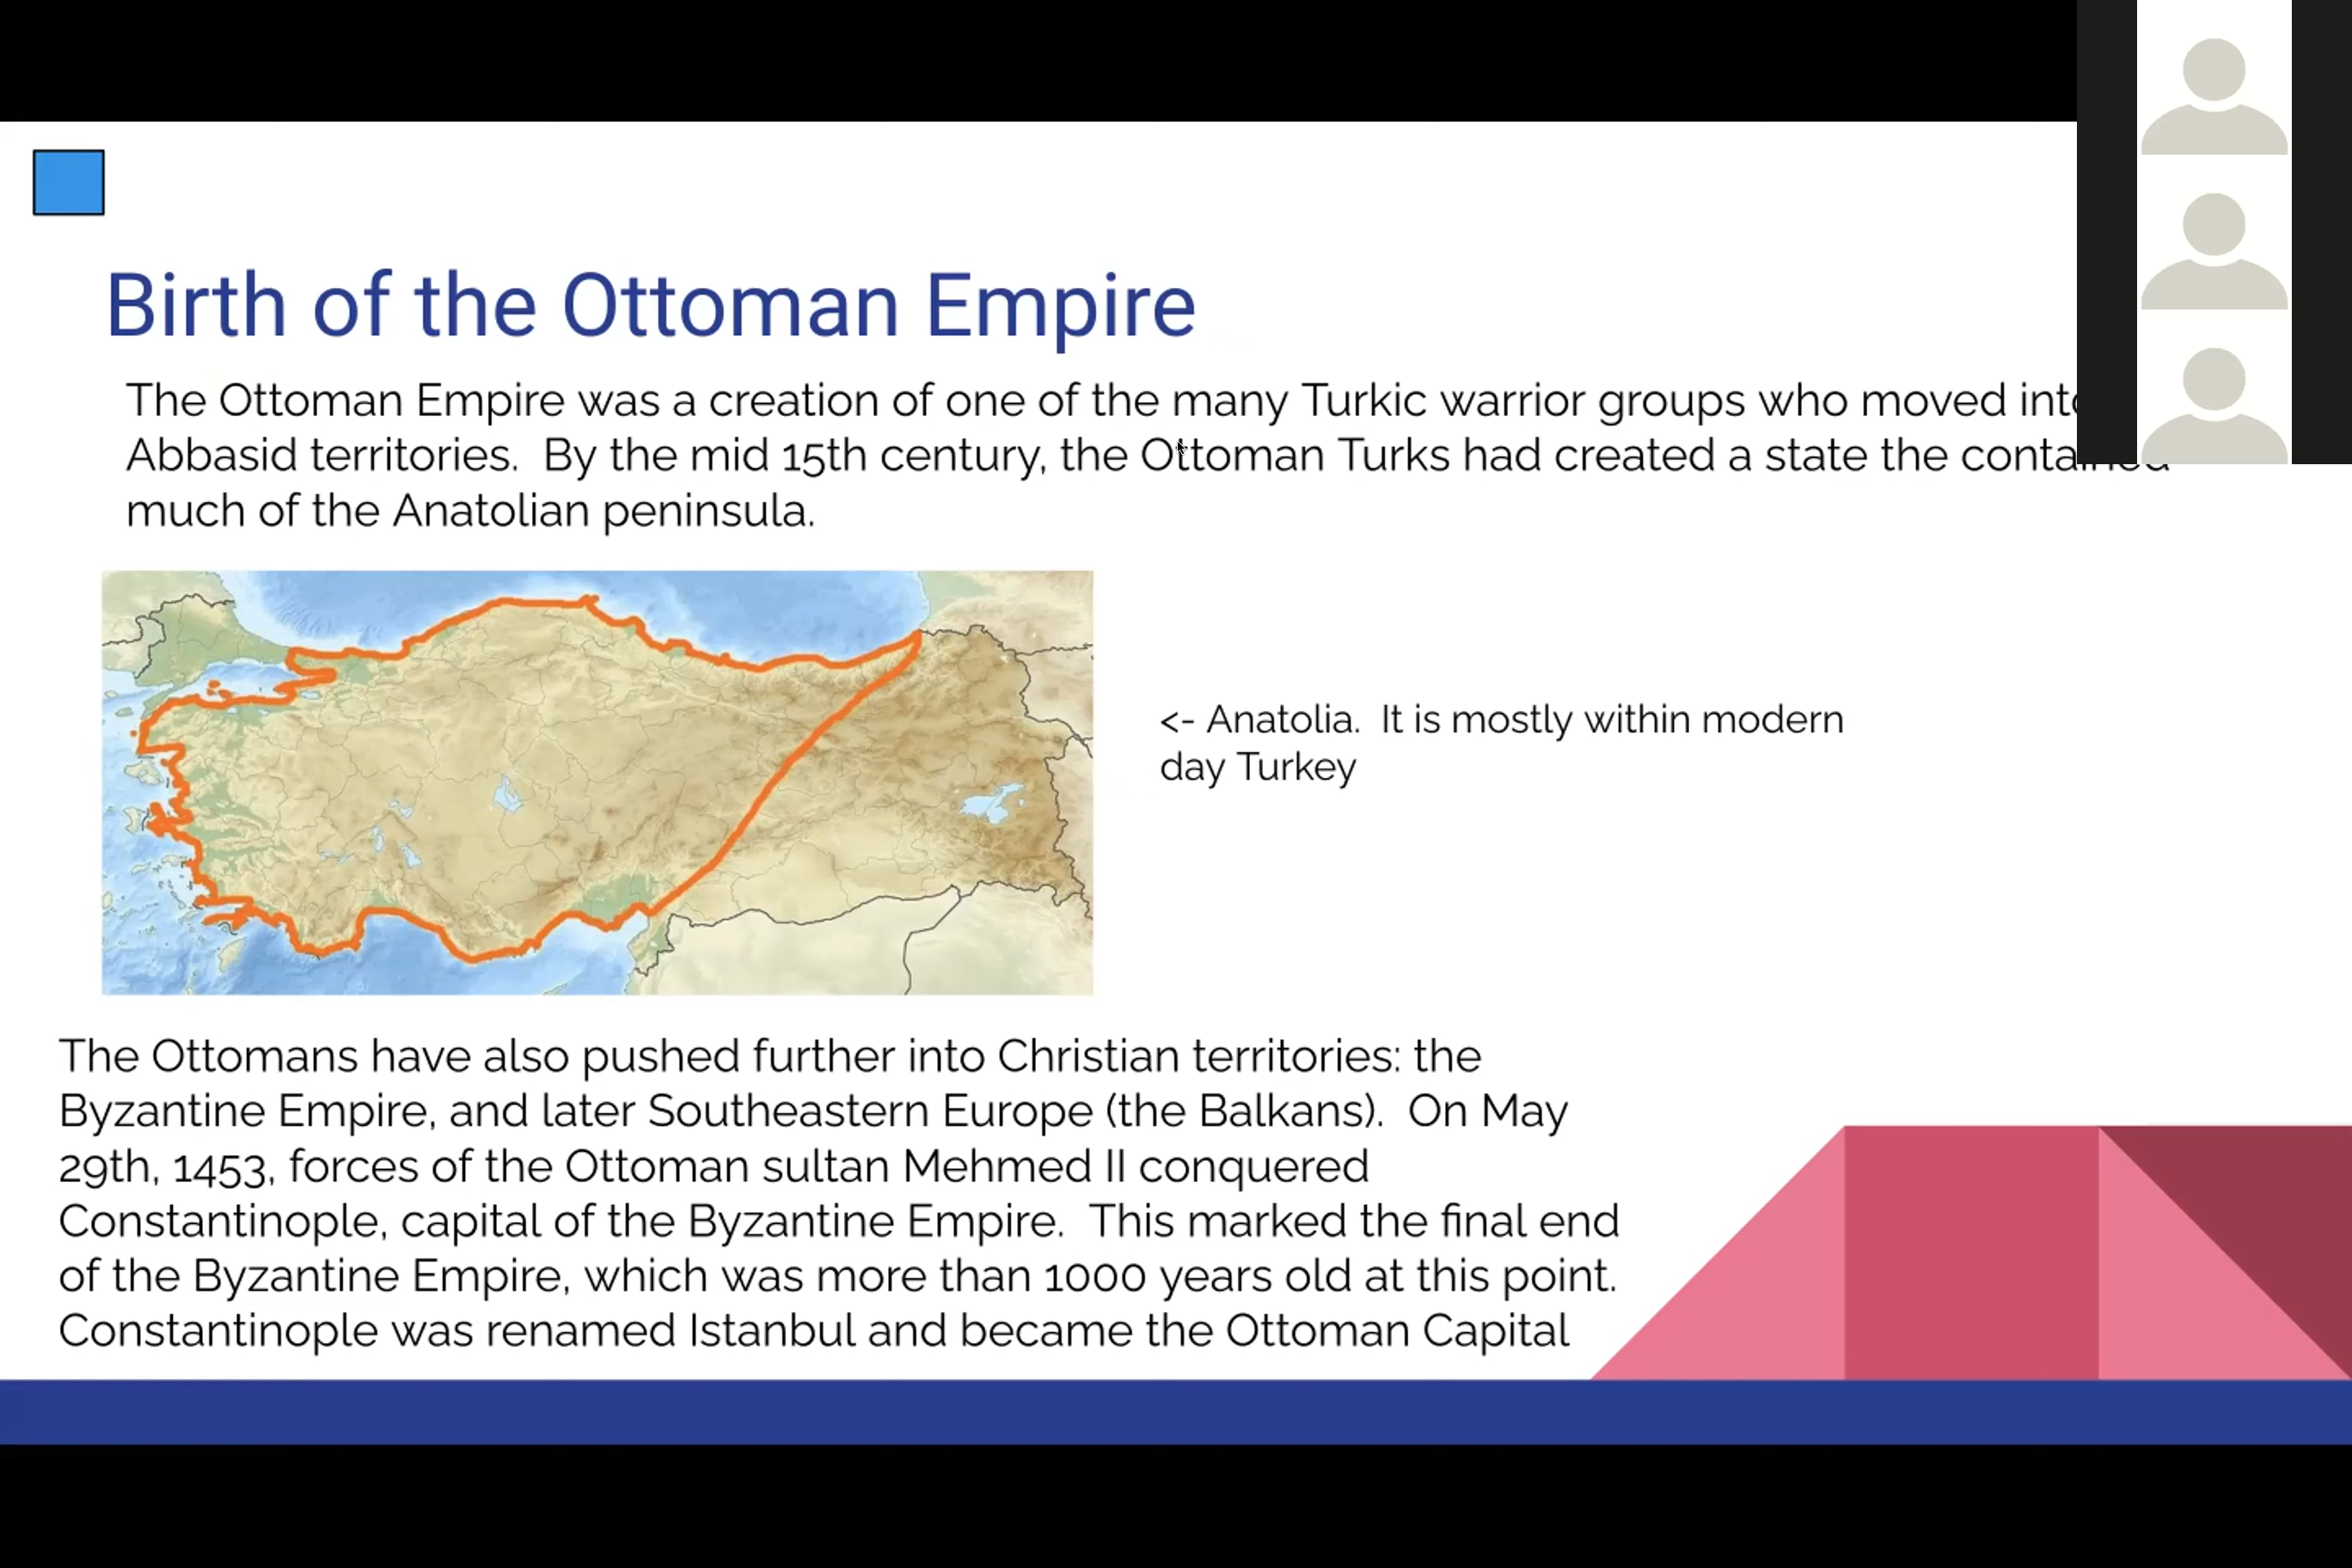 Birth of the Ottoman Empire
The Ottoman Empire was a creation of one of the many Turkic warrior groups who moved into
Abbasid territories. By the mid 15th century, the Ottoman Turks had created a state the contained
much of the Anatolian peninsula.
<- Anatolia. It is mostly within modern
day Turkey
The Ottomans have also pushed further into Christian territories: the
Byzantine Empire, and later Southeastern Europe (the Balkans). On May
29th, 1453, forces of the Ottoman sultan Mehmed II conquered
Constantinople, capital of the Byzantine Empire. This marked the final end
of the Byzantine Empire, which was more than 1000 years old at this point.
Constantinople was renamed Istanbul and became the Ottoman Capital